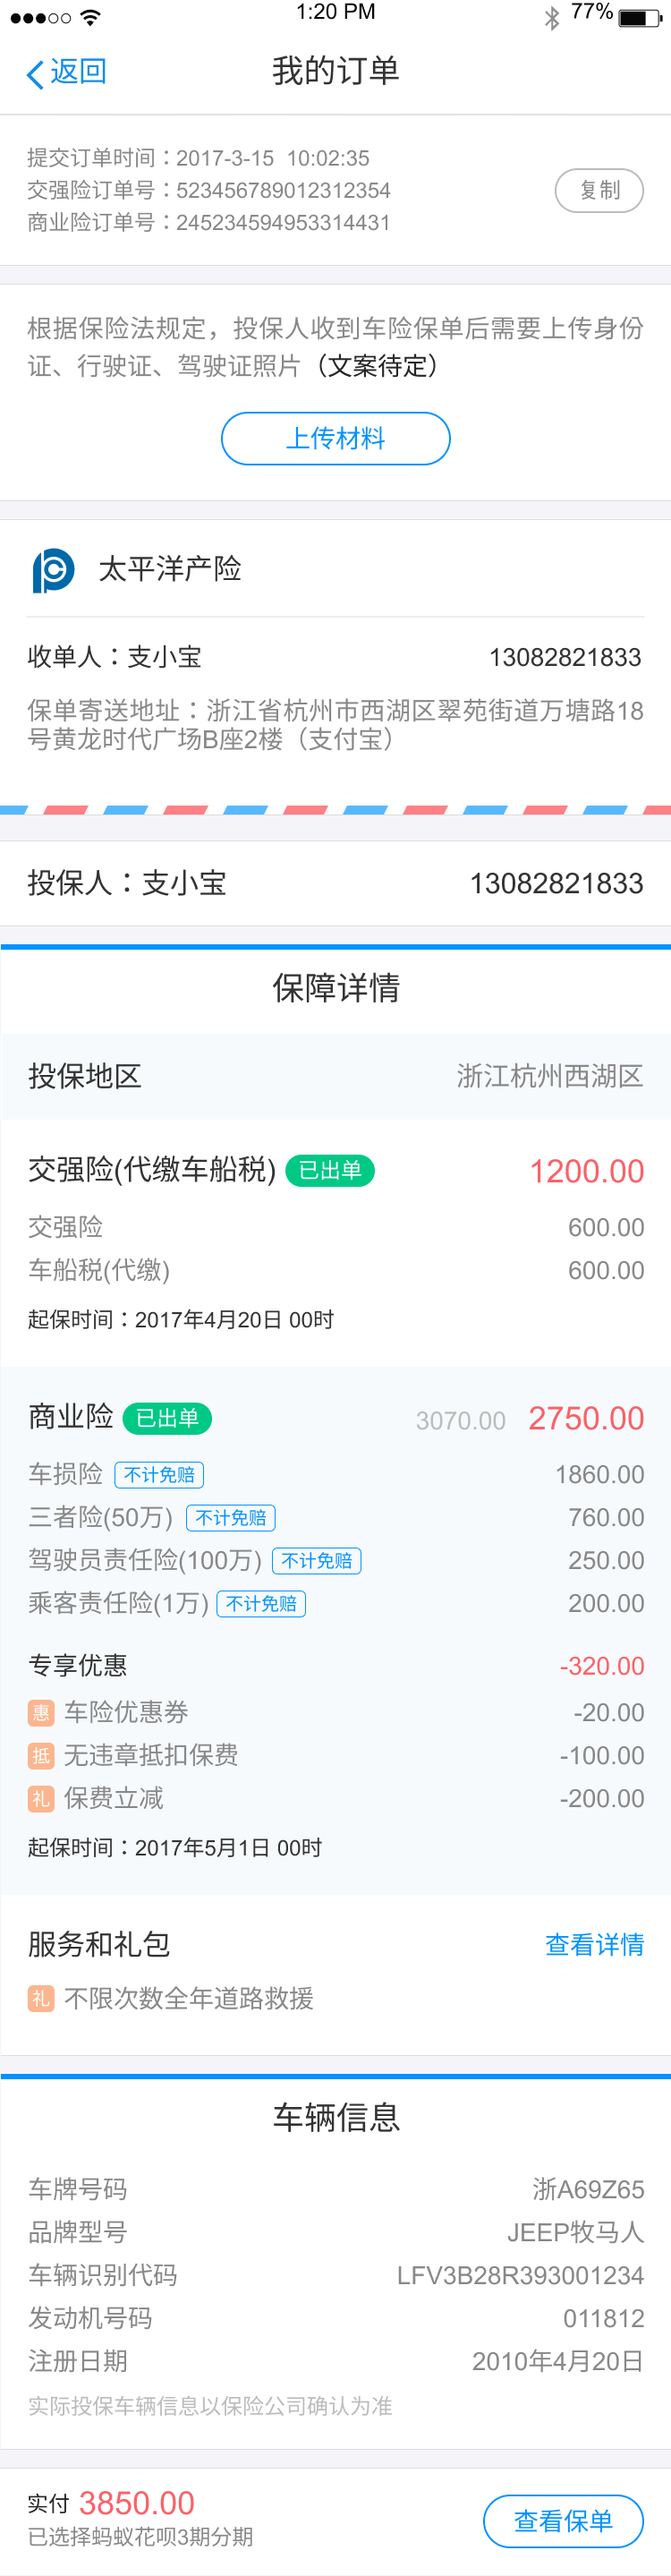 1:20 PM 77%
返回 我的订单
提交订单时间：2017-3-15 10:02:35
交强险订单号：523456789012312354
复制
商业险订单号：245234594953314431
根据保险法规定，投保人收到车险保单后需要上传身份
证、行驶证、驾驶证照片（文案待定）
上传材料
太平洋产险
收单人：支小宝 13082821833
保单寄送地址：浙江省杭州市西湖区翠苑街道万塘路18
号黄龙时代广场B座2楼（支付宝）
投保人：支小宝 13082821833
保障详情
投保地区 浙江杭州西湖区
交强险(代缴车船税) 已出单 1200.00
交强险 600.00
车船税(代缴) 600.00
起保时间：2017年4月20日 00时
商业险 已出单 3070.00 2750.00
车损险 不计免赔 1860.00
三者险(50万) 不计免赔 760.00
驾驶员责任险(100万) 不计免赔 250.00
乘客责任险(1万) 不计免赔 200.00
专享优惠 -320.00
惠 车险优惠券 -20.00
抵 无违章抵扣保费 -100.00
礼 保费立减 -200.00
起保时间：2017年5月1日 00时
服务和礼包 查看详情
礼 不限次数全年道路救援
车辆信息
车牌号码 浙A69Z65
品牌型号 JEEP牧马人
车辆识别代码 LFV3B28R393001234
发动机号码 011812
注册日期 2010年4月20日
实际投保车辆信息以保险公司确认为准
实付 3850.00
查看保单
已选择蚂蚁花呗3期分期